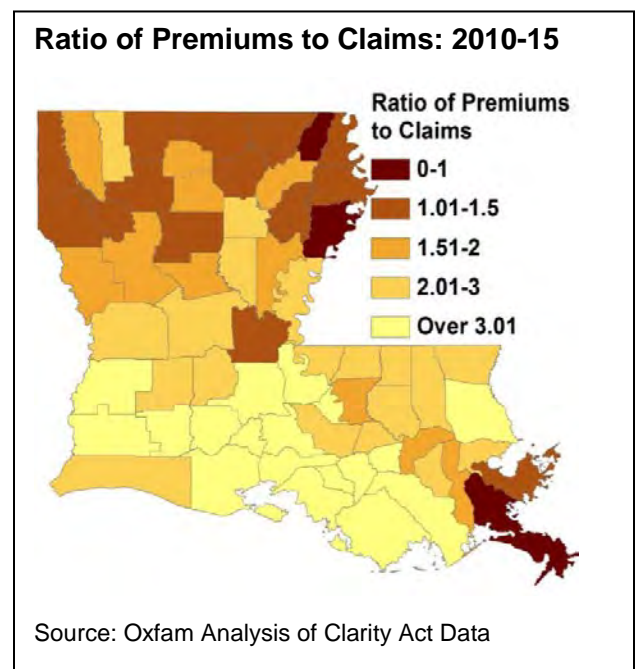 Ratio of Premiums to Claims: 2010-15
Ratio of Premiums
to Claims
0-1
1.01-1.5
1.51-2
2.01-3
Over 3.01
Source: Oxfam Analysis of Clarity Act Data